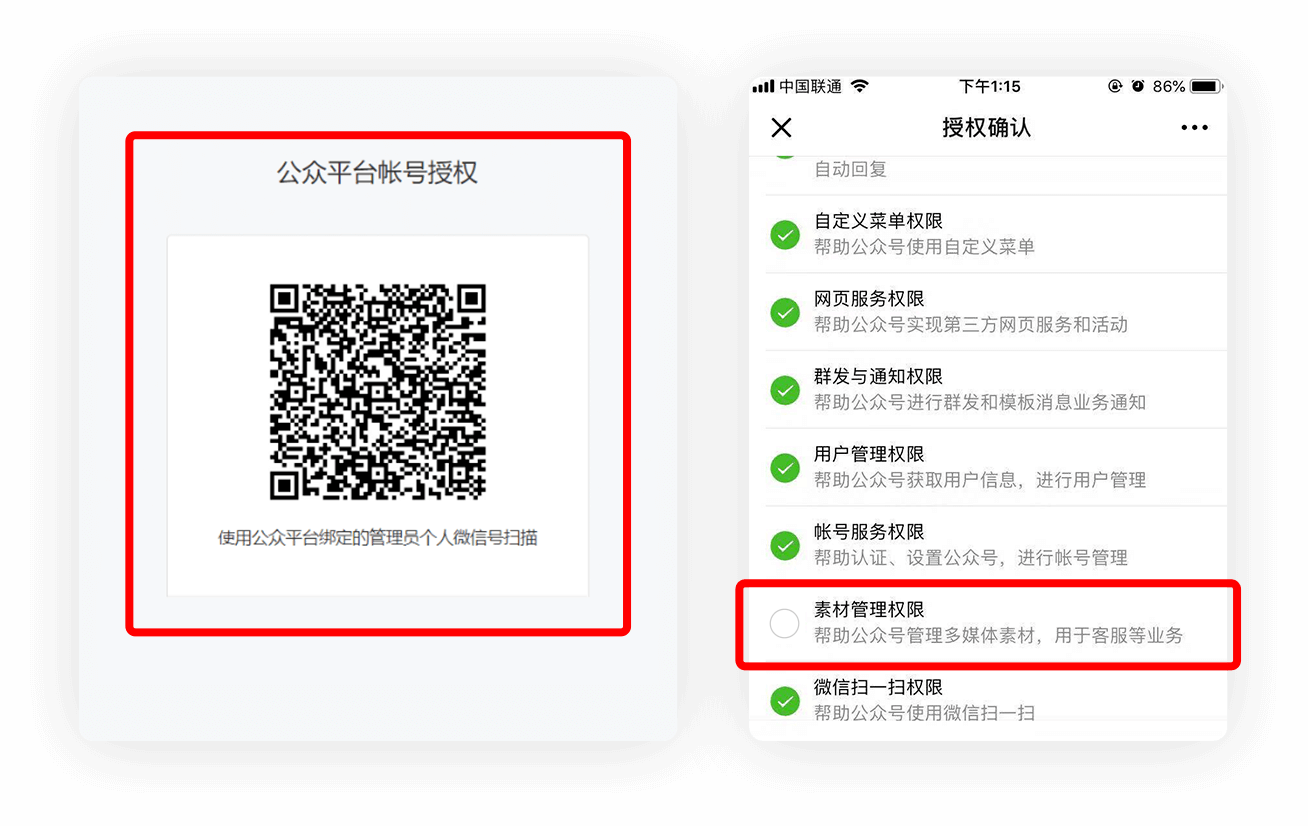 公众平台帐号授权
使用公众平台绑定的管理员个人微信号扫描
中国联通
下午1:15
86%
授权确认
自动回复
自定义菜单权限
帮助公众号使用自定义菜单
网页服务权限
帮助公众号实现第三方网页服务和活动
群发与通知权限
帮助公众号进行群发和模板消息业务通知
用户管理权限
帮助公众号获取用户信息，进行用户管理
帐号服务权限
帮助认证、设置公众号，进行帐号管理
素材管理权限
帮助公众号管理多媒体素材，用于客服等业务
微信扫一扫权限
帮助公众号使用微信扫一扫